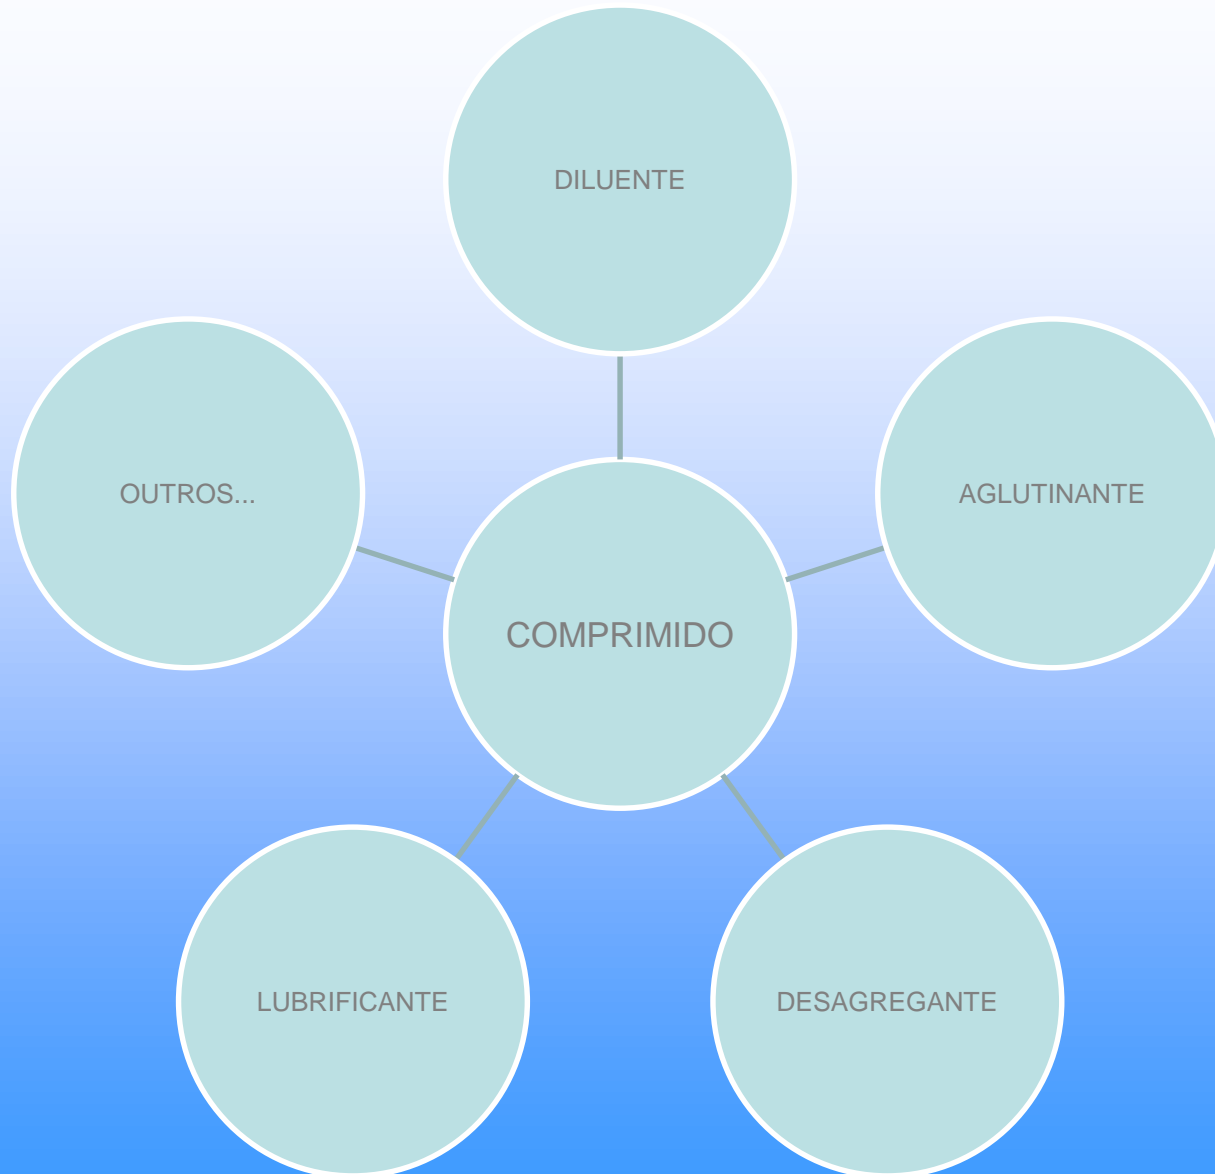 DILUENTE
OUTROS...
AGLUTINANTE
COMPRIMIDO
LUBRIFICANTE
DESAGREGANTE